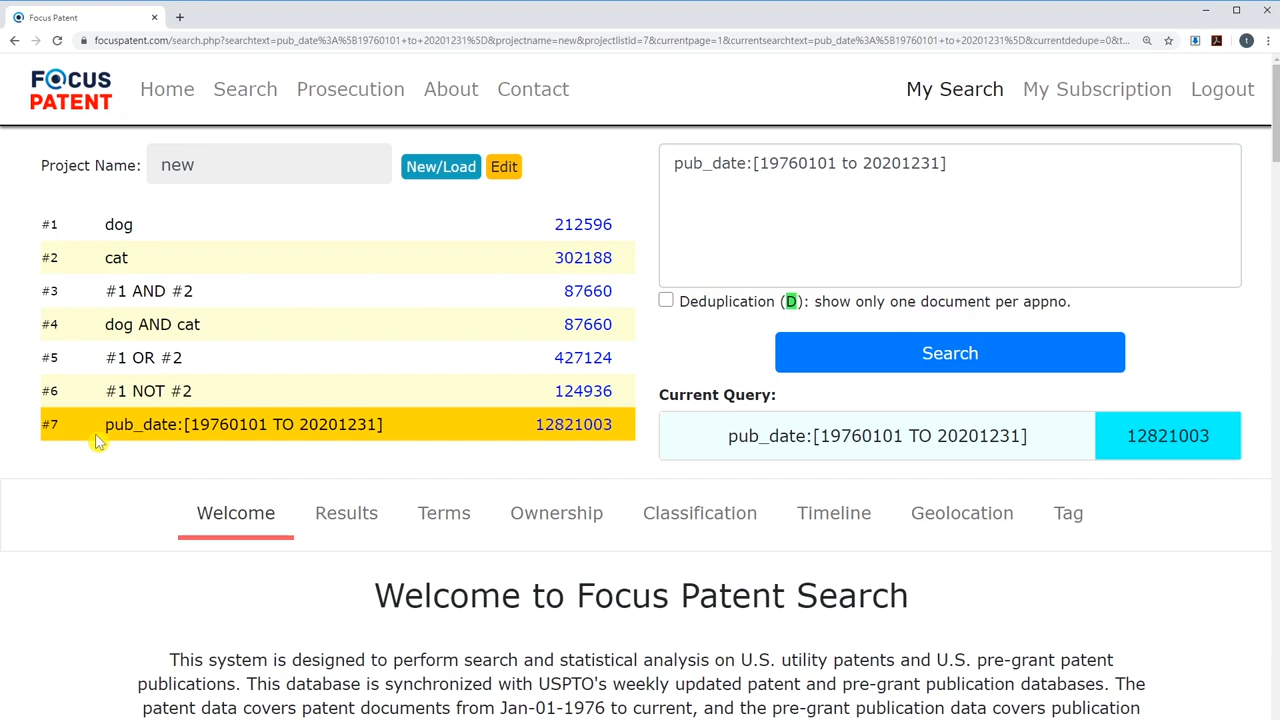 Focus Patent
focuspatent.com/search.php?searchtext=pub_date%3A%5B19760101+to+20201231%5D&projectname=new&projectlistid=7&currentpage=1&currentsearchtext=pub_date%3A%5B19760101+to+20201231%5D&currentdedupe=0&t...
t
FOCUS
PATENT
Home Search Prosecution About Contact My Search My Subscription Logout
Project Name: new New/Load Edit
#1 dog 212596
#2 cat 302188
#3 #1 AND #2 87660
#4 dog AND cat 87660
#5 #1 OR #2 427124
#6 #1 NOT #2 124936
#7 pub_date:[19760101 TO 20201231] 12821003
pub_date:[19760101 to 20201231]
Deduplication (D): show only one document per appno.
Search
Current Query:
pub_date:[19760101 TO 20201231] 12821003
Welcome Results Terms Ownership Classification Timeline Geolocation Tag
Welcome to Focus Patent Search
This system is designed to perform search and statistical analysis on U.S. utility patents and U.S. pre-grant patent
publications. This database is synchronized with USPTO's weekly updated patent and pre-grant publication databases. The
patent data covers patent documents from Jan-01-1976 to current, and the pre-grant publication data covers publication